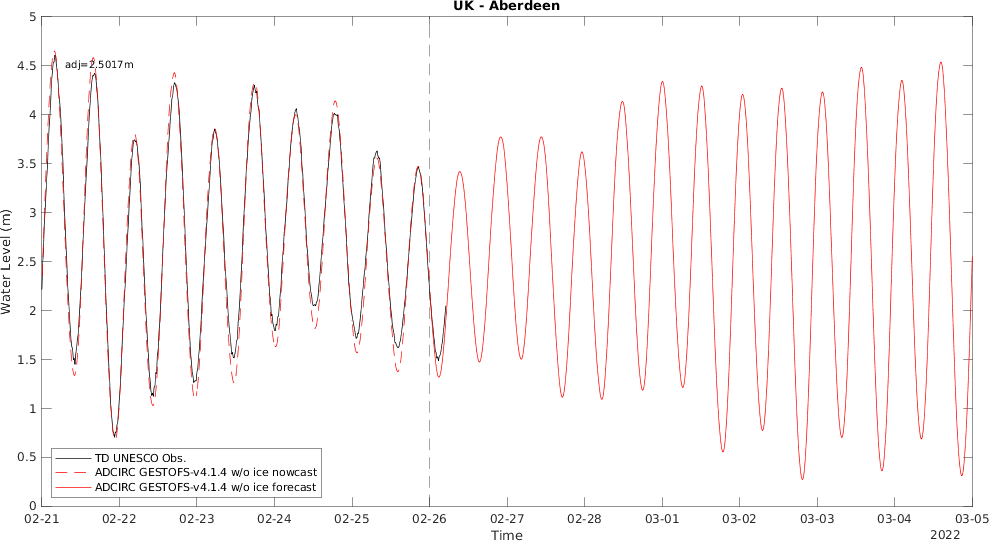 UK - Aberdeen
5
4.5
4
3.5
3
2.5
2
1.5
1
0.5
0
Water Level (m)
adj=2.5017m
TD UNESCO Obs.
ADCIRC GESTOFS-v4.1.4 w/o ice nowcast
ADCIRC GESTOFS-v4.1.4 w/o ice forecast
02-21 02-22 02-23 02-24 02-25 02-26 02-27 02-28 03-01 03-02 03-03 03-04 03-05
Time
2022